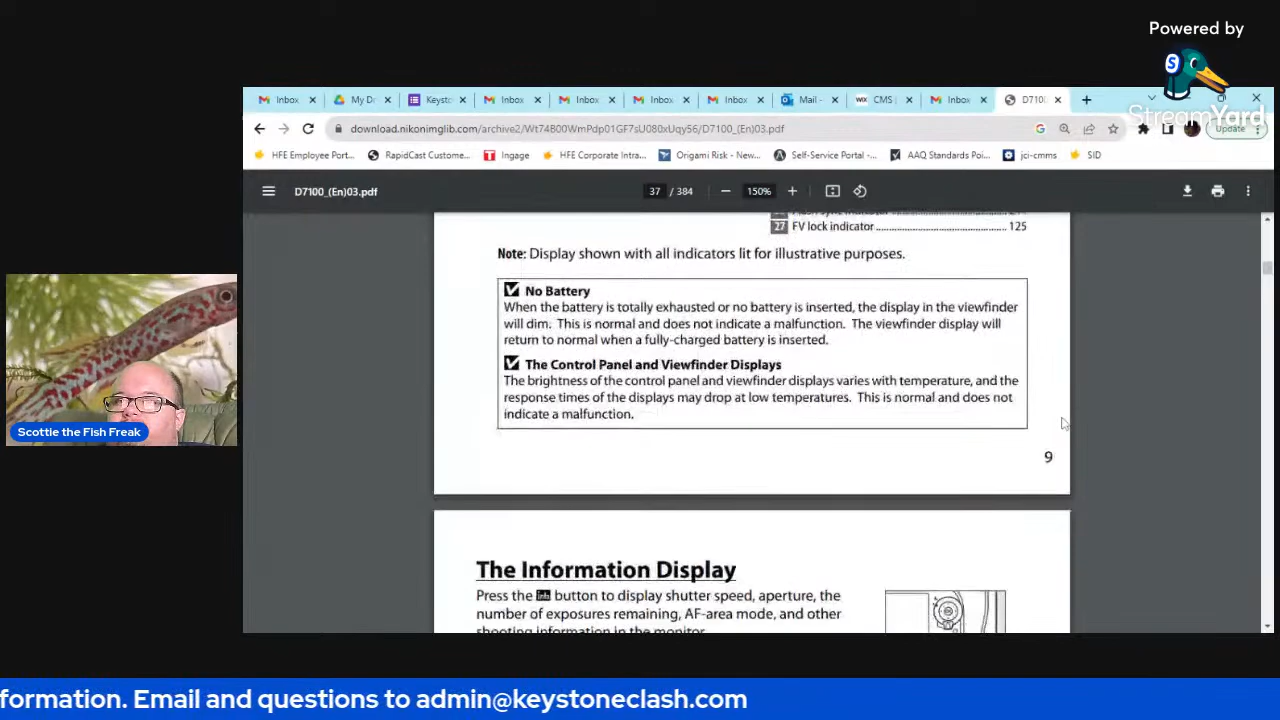 Powered by
S
StreamYard
Inbox
My Dr
Keysto
Inbox
Inbox
Inbox
Inbox
Mail -
WIX CMS |
Inbox
D710(
download.nikonimglib.com/archive2/Wt74B00WmPdp01GF7sU080xUqy56/D7100_(En)03.pdf
Update
HFE Employee Port...
RapidCast Custome...
Ingage
HFE Corporate Intra...
Origami Risk - New...
Self-Service Portal -...
AAQ Standards Poi...
jci-cmms
SID
D7100_(En)03.pdf
37 / 384
150%
27 FV lock indicator ................................................ 125
Note: Display shown with all indicators lit for illustrative purposes.
No Battery
When the battery is totally exhausted or no battery is inserted, the display in the viewfinder
will dim. This is normal and does not indicate a malfunction. The viewfinder display will
return to normal when a fully-charged battery is inserted.
The Control Panel and Viewfinder Displays
The brightness of the control panel and viewfinder displays varies with temperature, and the
response times of the displays may drop at low temperatures. This is normal and does not
indicate a malfunction.
9
The Information Display
Press the info button to display shutter speed, aperture, the
number of exposures remaining, AF-area mode, and other
shooting information in the monitor.
Scottie the Fish Freak
formation. Email and questions to admin@keystoneclash.com